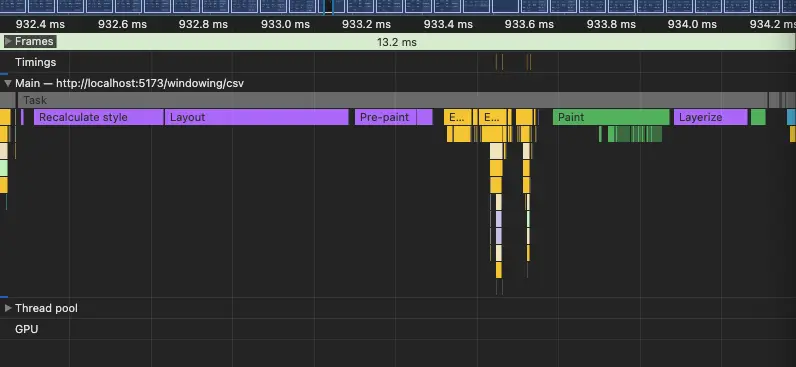 932.4 ms 932.6 ms 932.8 ms 933.0 ms 933.2 ms 933.4 ms 933.6 ms 933.8 ms 934.0 ms 934.2 ms
Frames 13.2 ms
Timings
Main — http://localhost:5173/windowing/csv
Task
Recalculate style Layout Pre-paint E... E... Paint Layerize
Thread pool
GPU